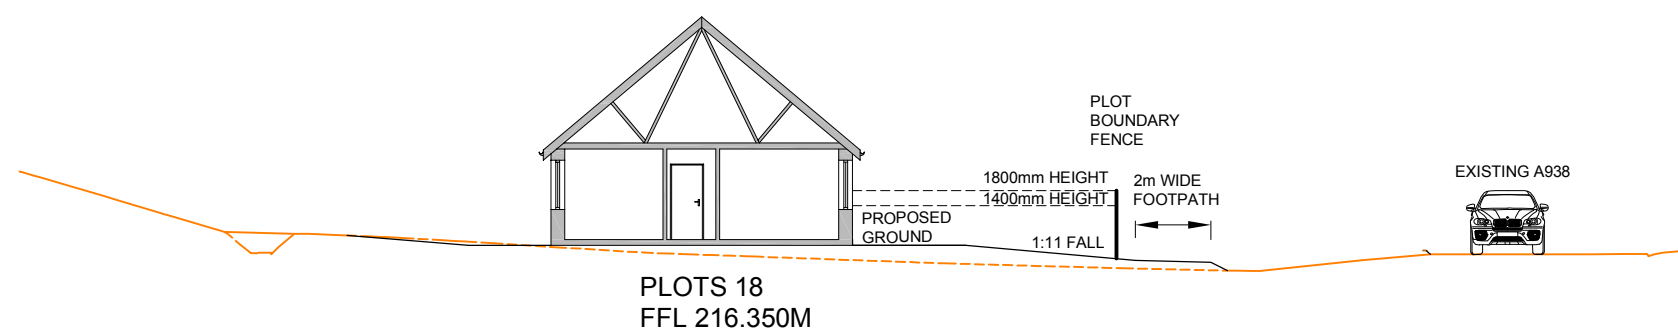 PLOT
BOUNDARY
FENCE
EXISTING A938
1800mm HEIGHT
2m WIDE
1400mm HEIGHT
FOOTPATH
PROPOSED
GROUND
1:11 FALL
PLOTS 18
FFL 216.350M